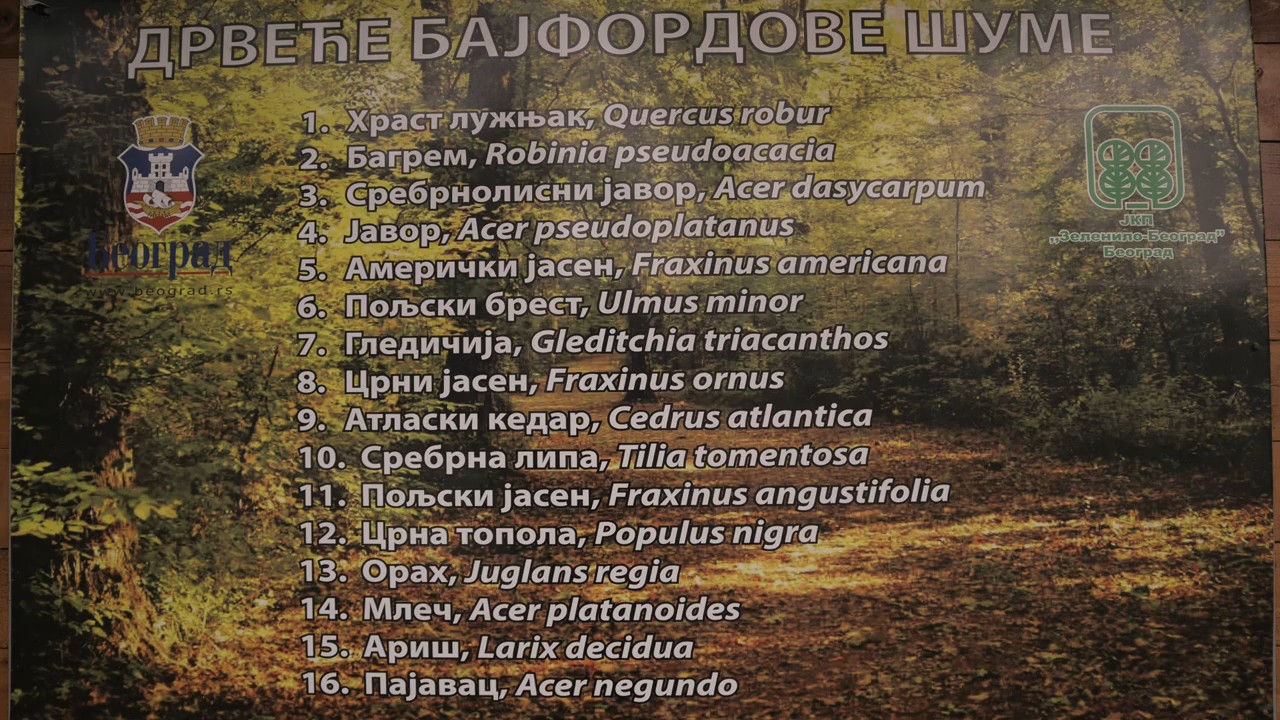 ДРВЕЋЕ БАЈФОРДОВЕ ШУМЕ
1. Храст лужњак, Quercus robur
2. Багрем, Robinia pseudoacacia
3. Сребрнолисни јавор, Acer dasycarpum
4. Јавор, Acer pseudoplatanus
5. Амерички јасен, Fraxinus americana
6. Пољски брест, Ulmus minor
7. Гледичија, Gleditchia triacanthos
8. Црни јасен, Fraxinus ornus
9. Атласки кедар, Cedrus atlantica
10. Сребрна липа, Tilia tomentosa
11. Пољски јасен, Fraxinus angustifolia
12. Црна топола, Populus nigra
13. Орах, Juglans regia
14. Млеч, Acer platanoides
15. Ариш, Larix decidua
16. Пајавац, Acer negundo
Београд
www.beograd.rs
ЈКП
„Зеленило-Београд”
Београд